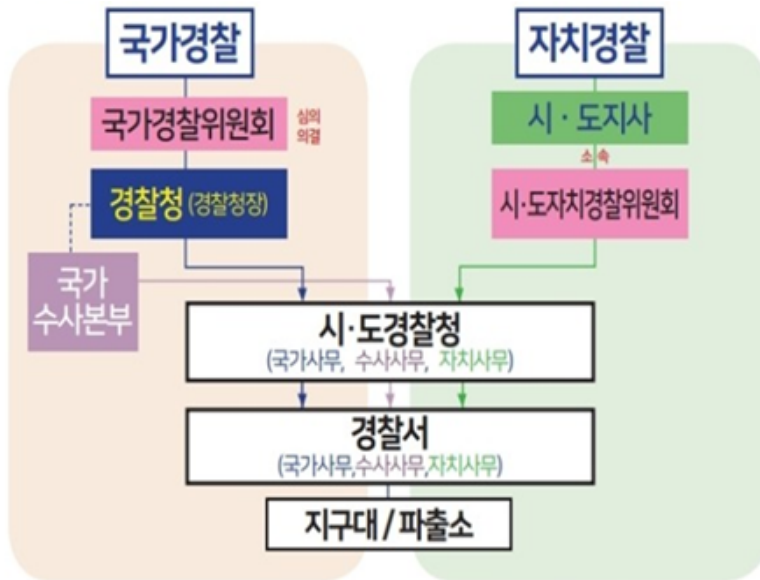 국가경찰
자치경찰
국가경찰위원회
심의
의결
시·도지사
소속
경찰청(경찰청장)
시·도자치경찰위원회
국가
수사본부
시·도경찰청
(국가사무, 수사사무, 자치사무)
경찰서
(국가사무,수사사무,자치사무)
지구대/파출소